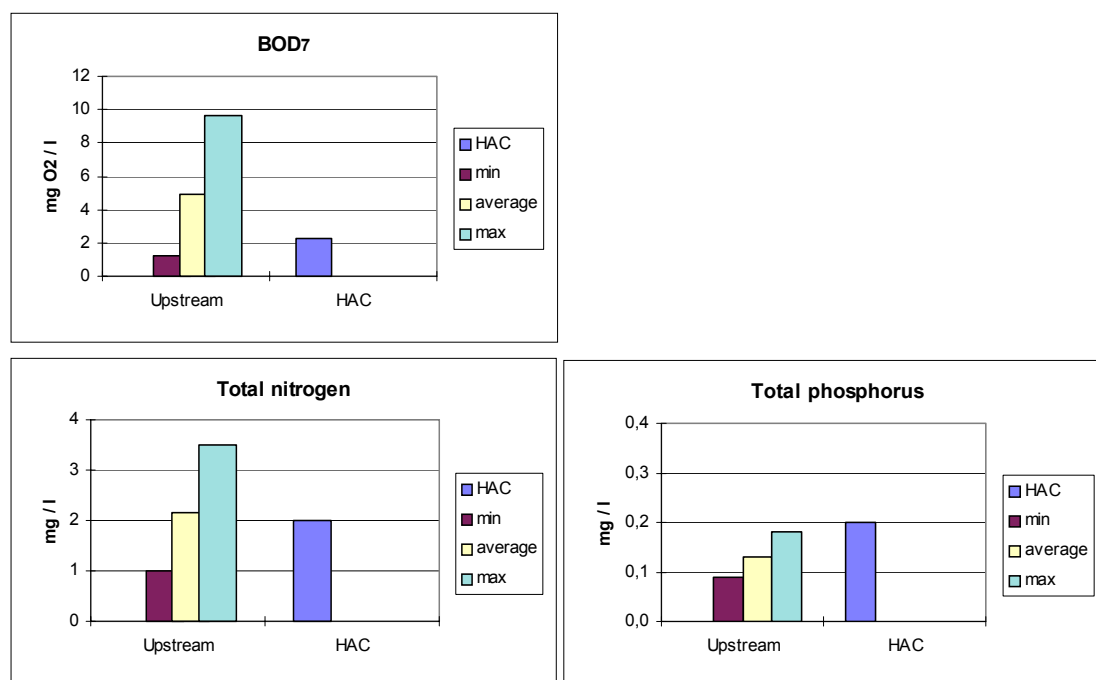 BOD7
mg O2 / l
12
10
8
6
4
2
0
Upstream
HAC
HAC
min
average
max
Total nitrogen
mg / l
4
3
2
1
0
Upstream
HAC
HAC
min
average
max
Total phosphorus
mg / l
0,4
0,3
0,2
0,1
0,0
Upstream
HAC
HAC
min
average
max